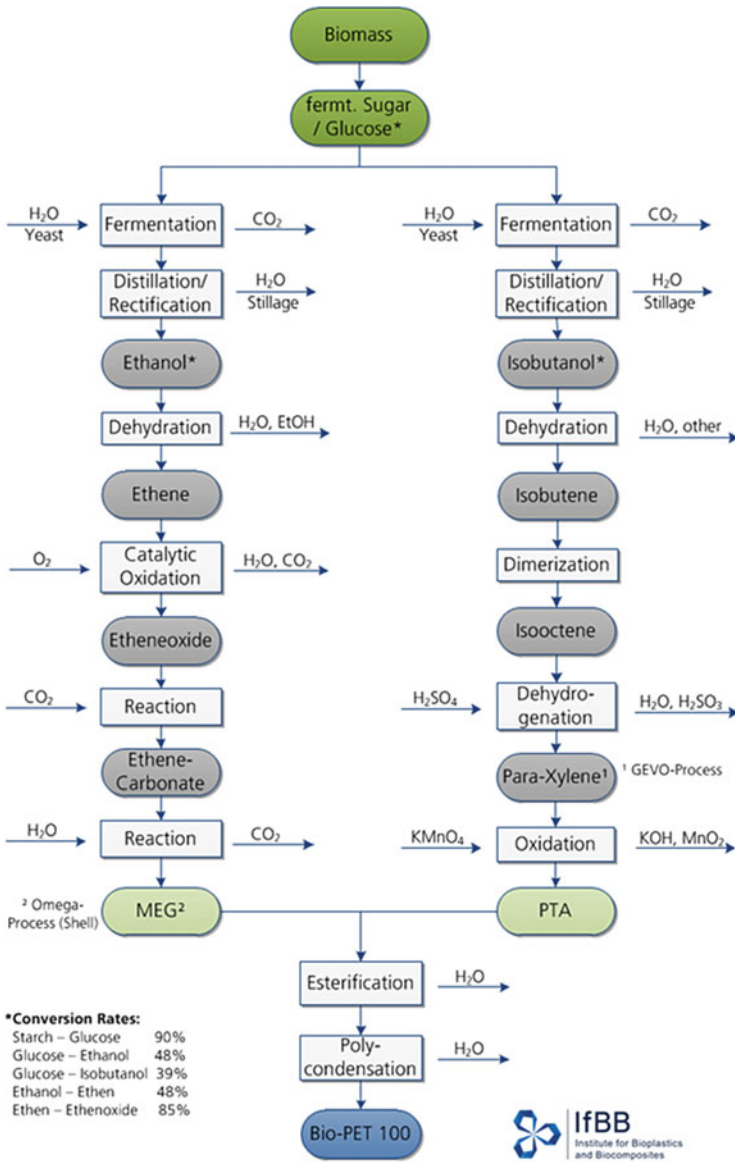 Biomass
fermt. Sugar
/ Glucose*
H₂O
Yeast
Fermentation
CO₂
H₂O
Yeast
Fermentation
CO₂
Distillation/
Rectification
H₂O
Stillage
Distillation/
Rectification
H₂O
Stillage
Ethanol*
Isobutanol*
Dehydration
H₂O, EtOH
Dehydration
H₂O, other
Ethene
Isobutene
O₂
Catalytic
Oxidation
H₂O, CO₂
Dimerization
Etheneoxide
Isooctene
CO₂
Reaction
H₂SO₄
Dehydro-
genation
H₂O, H₂SO₃
Ethene-
Carbonate
Para-Xylene¹
¹ GEVO-Process
H₂O
Reaction
CO₂
KMnO₄
Oxidation
KOH, MnO₂
² Omega-
Process (Shell)
MEG²
PTA
Esterification
H₂O
Poly-
condensation
H₂O
Bio-PET 100
*Conversion Rates:
Starch – Glucose 90%
Glucose – Ethanol 48%
Glucose – Isobutanol 39%
Ethanol – Ethen 48%
Ethen – Ethenoxide 85%
IfBB
Institute for Bioplastics
and Biocomposites